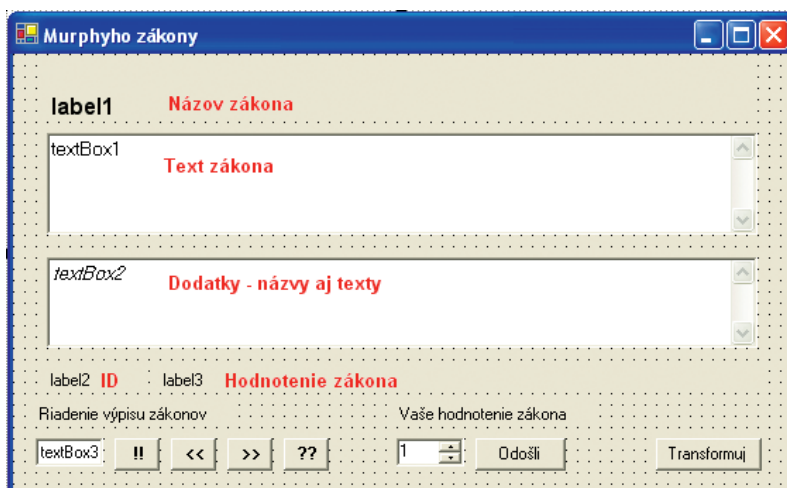 Murphyho zákony
label1 Názov zákona
textBox1
Text zákona
textBox2
Dodatky - názvy aj texty
label2 ID label3 Hodnotenie zákona
Riadenie výpisu zákonov Vaše hodnotenie zákona
textBox3 !! << >> ?? 1 Odošli Transformuj